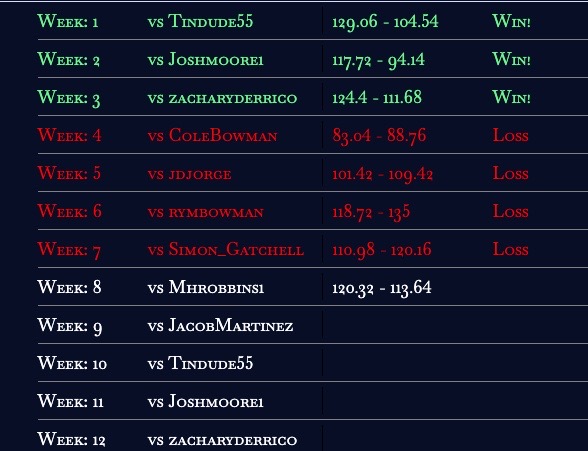 Week: 1 vs Tindude55 129.06 - 104.54 Win!
Week: 2 vs Joshmoore1 117.72 - 94.14 Win!
Week: 3 vs zacharyderrico 124.4 - 111.68 Win!
Week: 4 vs ColeBowman 83.04 - 88.76 Loss
Week: 5 vs jdjorge 101.42 - 109.42 Loss
Week: 6 vs rymbowman 118.72 - 135 Loss
Week: 7 vs Simon_Gatchell 110.98 - 120.16 Loss
Week: 8 vs Mhrobbins1 120.32 - 113.64
Week: 9 vs JacobMartinez
Week: 10 vs Tindude55
Week: 11 vs Joshmoore1
Week: 12 vs zacharyderrico